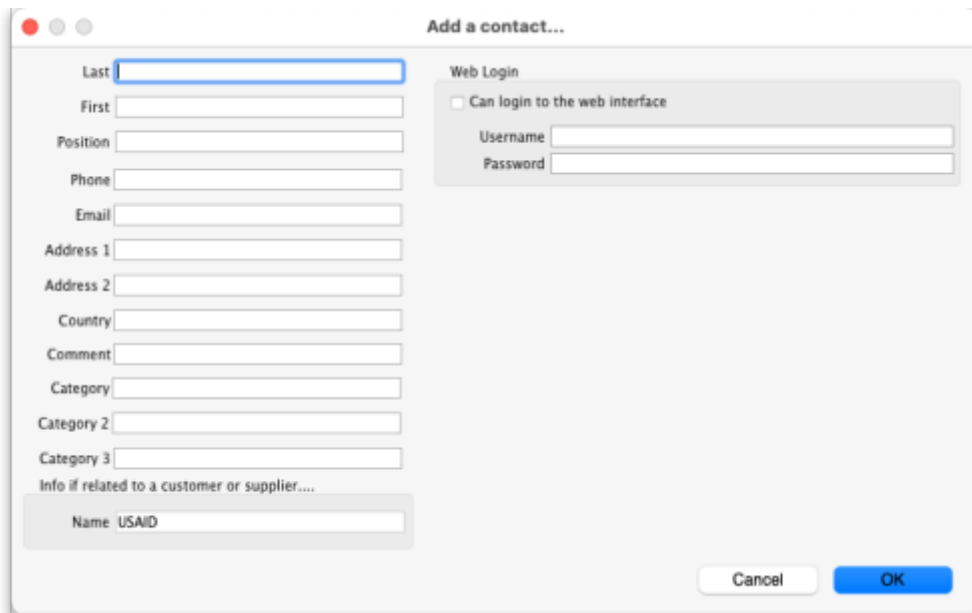 Add a contact...
Last
First
Position
Phone
Email
Address 1
Address 2
Country
Comment
Category
Category 2
Category 3
Info if related to a customer or supplier....
Name USAID
Web Login
Can login to the web interface
Username
Password
Cancel
OK